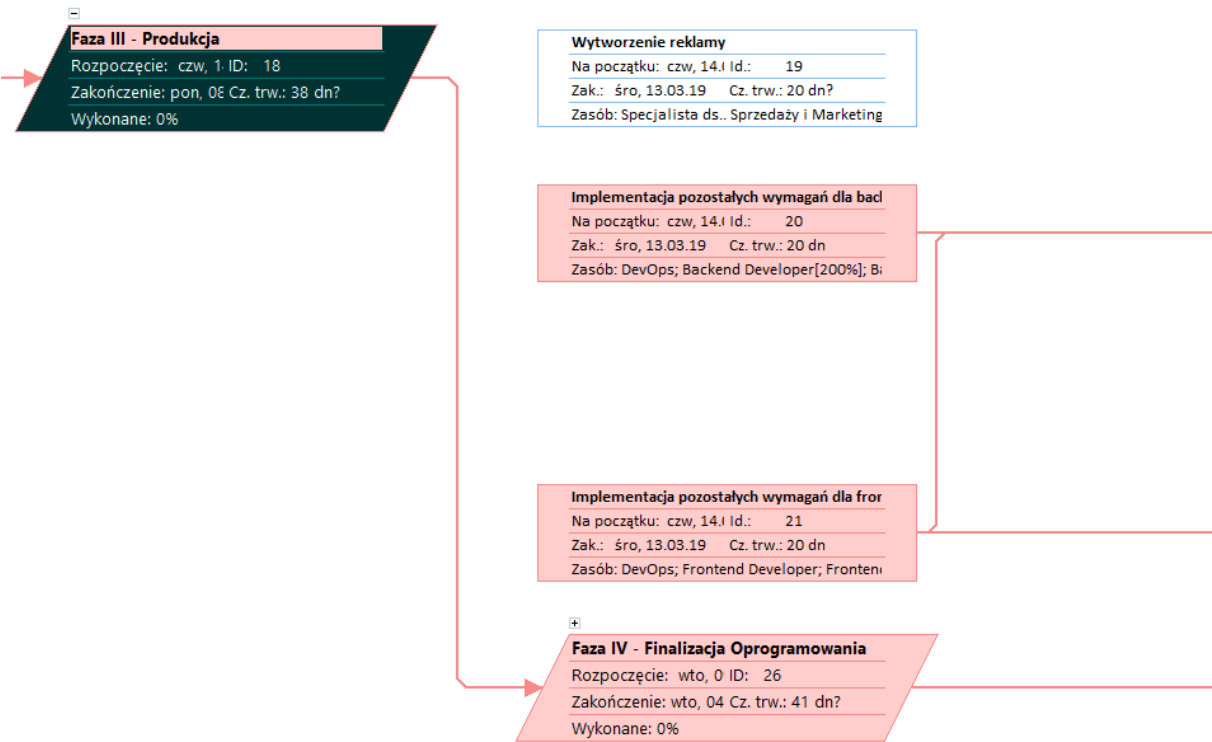 Faza III - Produkcja
Rozpoczęcie: czw, 1 ID: 18
Zakończenie: pon, 08 Cz. trw.: 38 dn?
Wykonane: 0%
Wytworzenie reklamy
Na początku: czw, 14. Id.: 19
Zak.: śro, 13.03.19 Cz. trw.: 20 dn?
Zasób: Specjalista ds.. Sprzedaży i Marketing
Implementacja pozostałych wymagań dla
Na początku: czw, 14. Id.: 20
Zak.: śro, 13.03.19 Cz. trw.: 20 dn
Zasób: DevOps; Backend Developer[200%];
Implementacja pozostałych wymagań dla
Na początku: czw, 14. Id.: 21
Zak.: śro, 13.03.19 Cz. trw.: 20 dn
Zasób: DevOps; Frontend Developer;
Faza IV - Finalizacja Oprogramowania
Rozpoczęcie: wto, 0 ID: 26
Zakończenie: wto, 04 Cz. trw.: 41 dn?
Wykonane: 0%